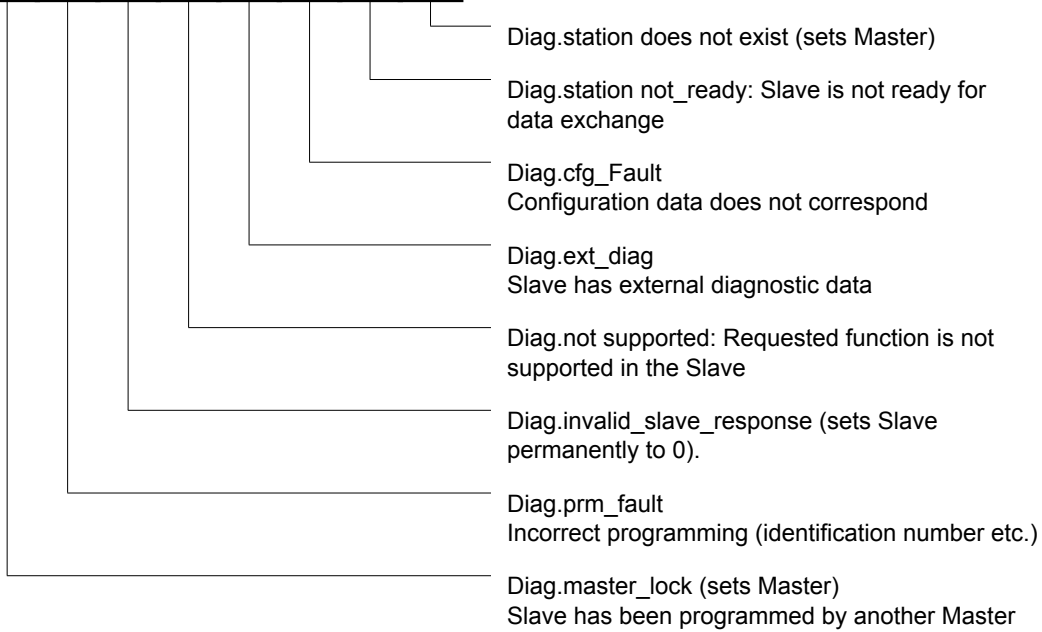 Diag.station does not exist (sets Master)
Diag.station not_ready: Slave is not ready for
data exchange
Diag.cfg_Fault
Configuration data does not correspond
Diag.ext_diag
Slave has external diagnostic data
Diag.not supported: Requested function is not
supported in the Slave
Diag.invalid_slave_response (sets Slave
permanently to 0).
Diag.prm_fault
Incorrect programming (identification number etc.)
Diag.master_lock (sets Master)
Slave has been programmed by another Master